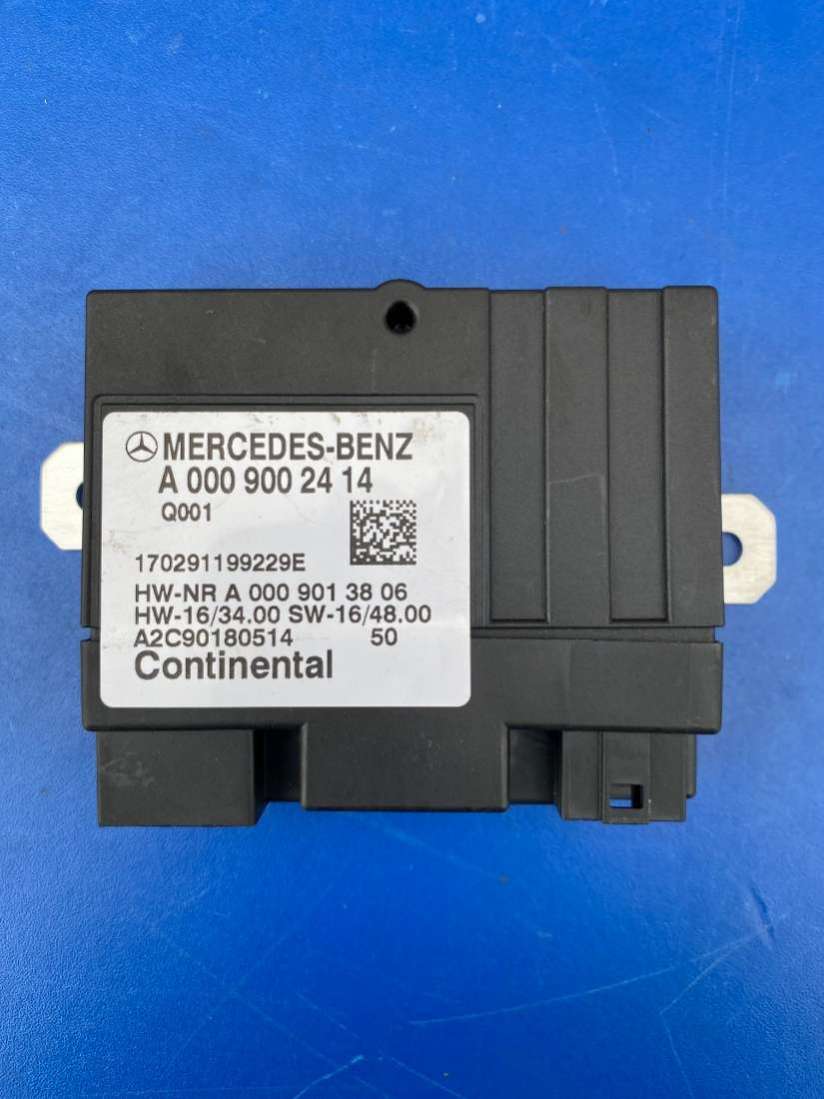 MERCEDES-BENZ
A 000 900 24 14
Q001
170291199229E
HW-NR A 000 901 38 06
HW-16/34.00 SW-16/48.00
A2C90180514 50
Continental